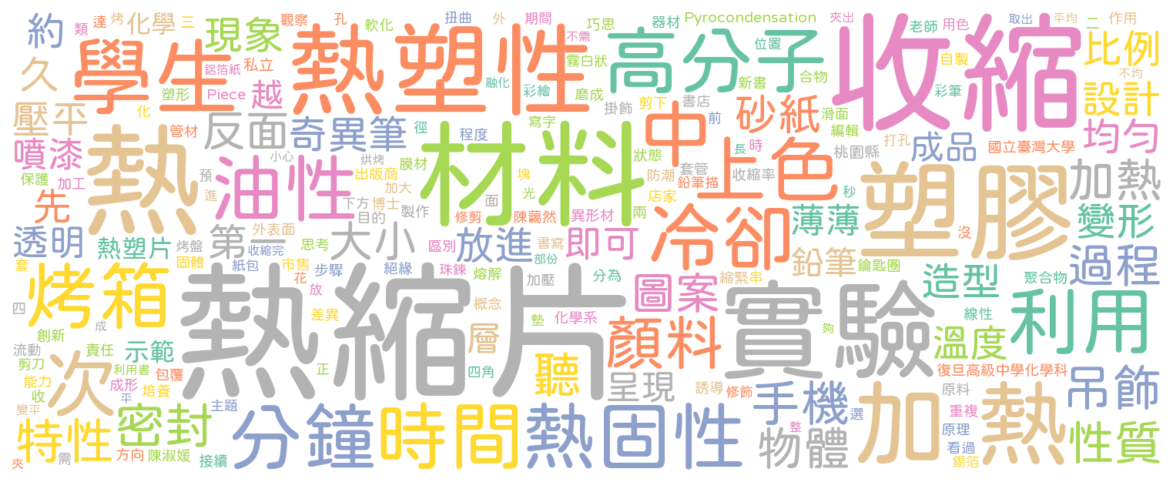 約
類
達
烤
化學
三
觀察
孔
軟化
扭曲
外
期間
巧思
器材
Pyrocondensation
夾出
老師
用色
取出
平均
二
作用
久
學生
現象
熱塑性
高分子
收縮
比例
鋁箔紙
私立
塑形
Piece
越
不需
霧白狀
融化
彩繪
磨成
位置
合物
新書
自製
彩筆
不均
設計
壓平
化
管材
反面
奇異筆
徑
程度
掛飾
剪下
寫字
書店
前
砂紙
滑面
編輯
打孔
成品
國立臺灣大學
均勻
噴漆
保護
加工
熱
預
進
小心
烘烤
出版商
膜材
塊
光
材料
狀態
中
套管
防潮
長
時
桃園縣
收縮率
上色
鉛筆描
店家
秒
塑膠
沒
加熱
先
油性
下方
博士
加大
目的
製作
面
修剪
陳藹然
異形材
兩
冷卻
薄薄
變形
透明
熱塑片
外表面
烤盤
固體
收縮完
第
思考
大小
區別
放進
書寫
部份
即可
鉛筆
鑰匙圈
過程
套
烤箱
紙包
市售
步驟
花
放
絕緣
珠鍊
熔解
加壓
概念
分為
縮緊串
圖案
造型
聚合物
線性
利用
四
成
創新
差異
熱縮片
層
墊
化學系
實驗
顏料
夠
溫度
流動
剪刀
責任
利用書
示範
能力
收
次
成形
平
包覆
培養
正
四角
聽
呈現
誘導
修飾
手機
選
復旦高級中學化學科
原料
重複
吊飾
變平
特性
密封
主題
方向
陳淑媛
接續
夾
需
分鐘
時間
熱固性
物體
整
加熱
原理
看過
錫箔
性質